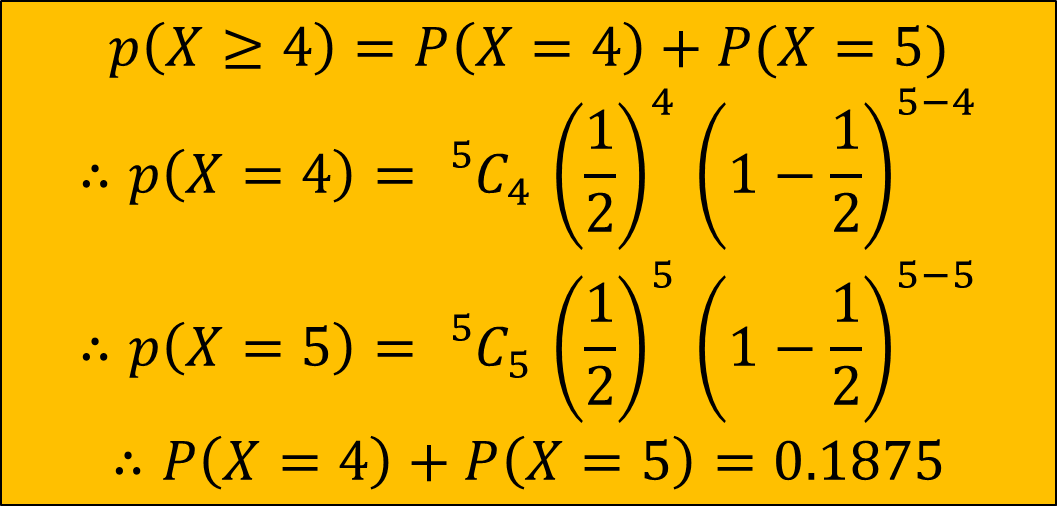 p(X ≥ 4) = P(X = 4) + P(X = 5)
∴ p(X = 4) = ⁵C₄ (1/2)⁴ (1 − 1/2)⁵⁻⁴
∴ p(X = 5) = ⁵C₅ (1/2)⁵ (1 − 1/2)⁵⁻⁵
∴ P(X = 4) + P(X = 5) = 0.1875